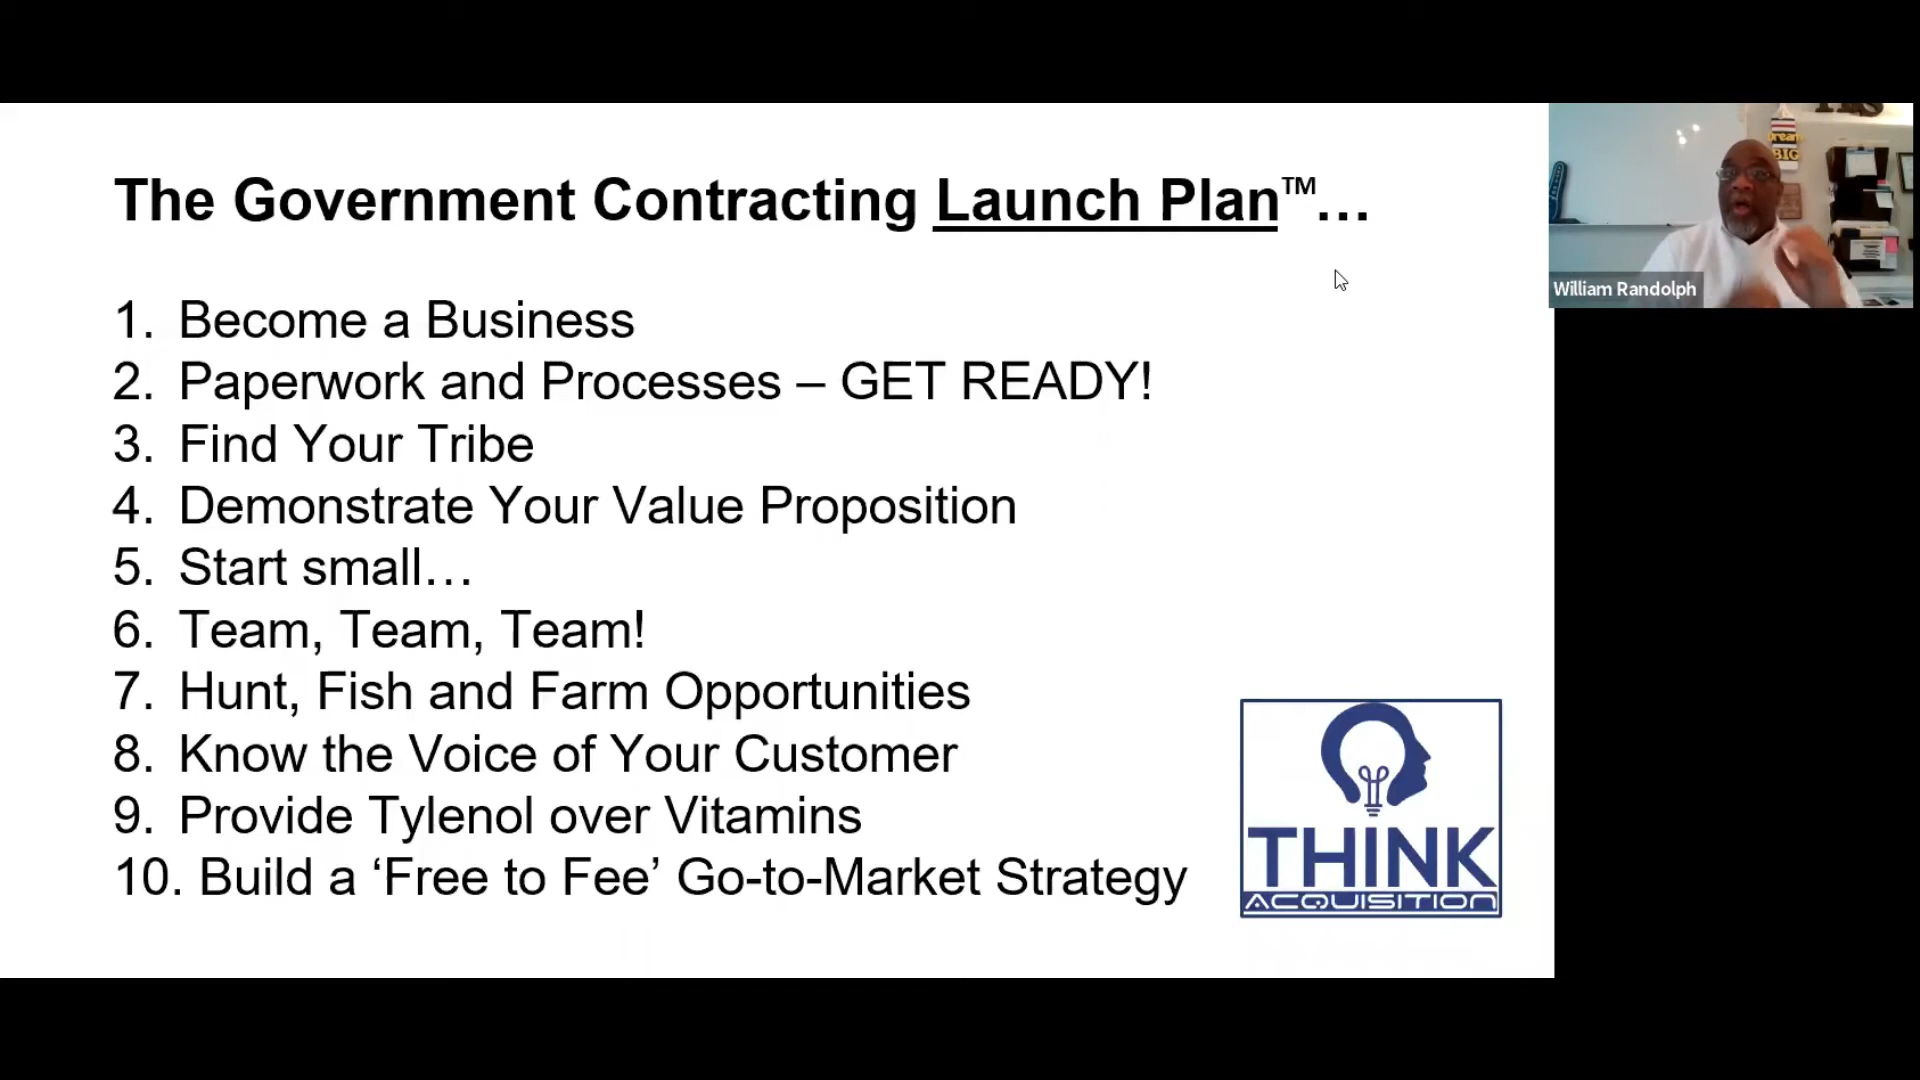 The Government Contracting Launch Plan™...
1. Become a Business
2. Paperwork and Processes – GET READY!
3. Find Your Tribe
4. Demonstrate Your Value Proposition
5. Start small…
6. Team, Team, Team!
7. Hunt, Fish and Farm Opportunities
8. Know the Voice of Your Customer
9. Provide Tylenol over Vitamins
10. Build a ‘Free to Fee’ Go-to-Market Strategy
THINK
ACQUISITION
Dream
BIG
William Randolph